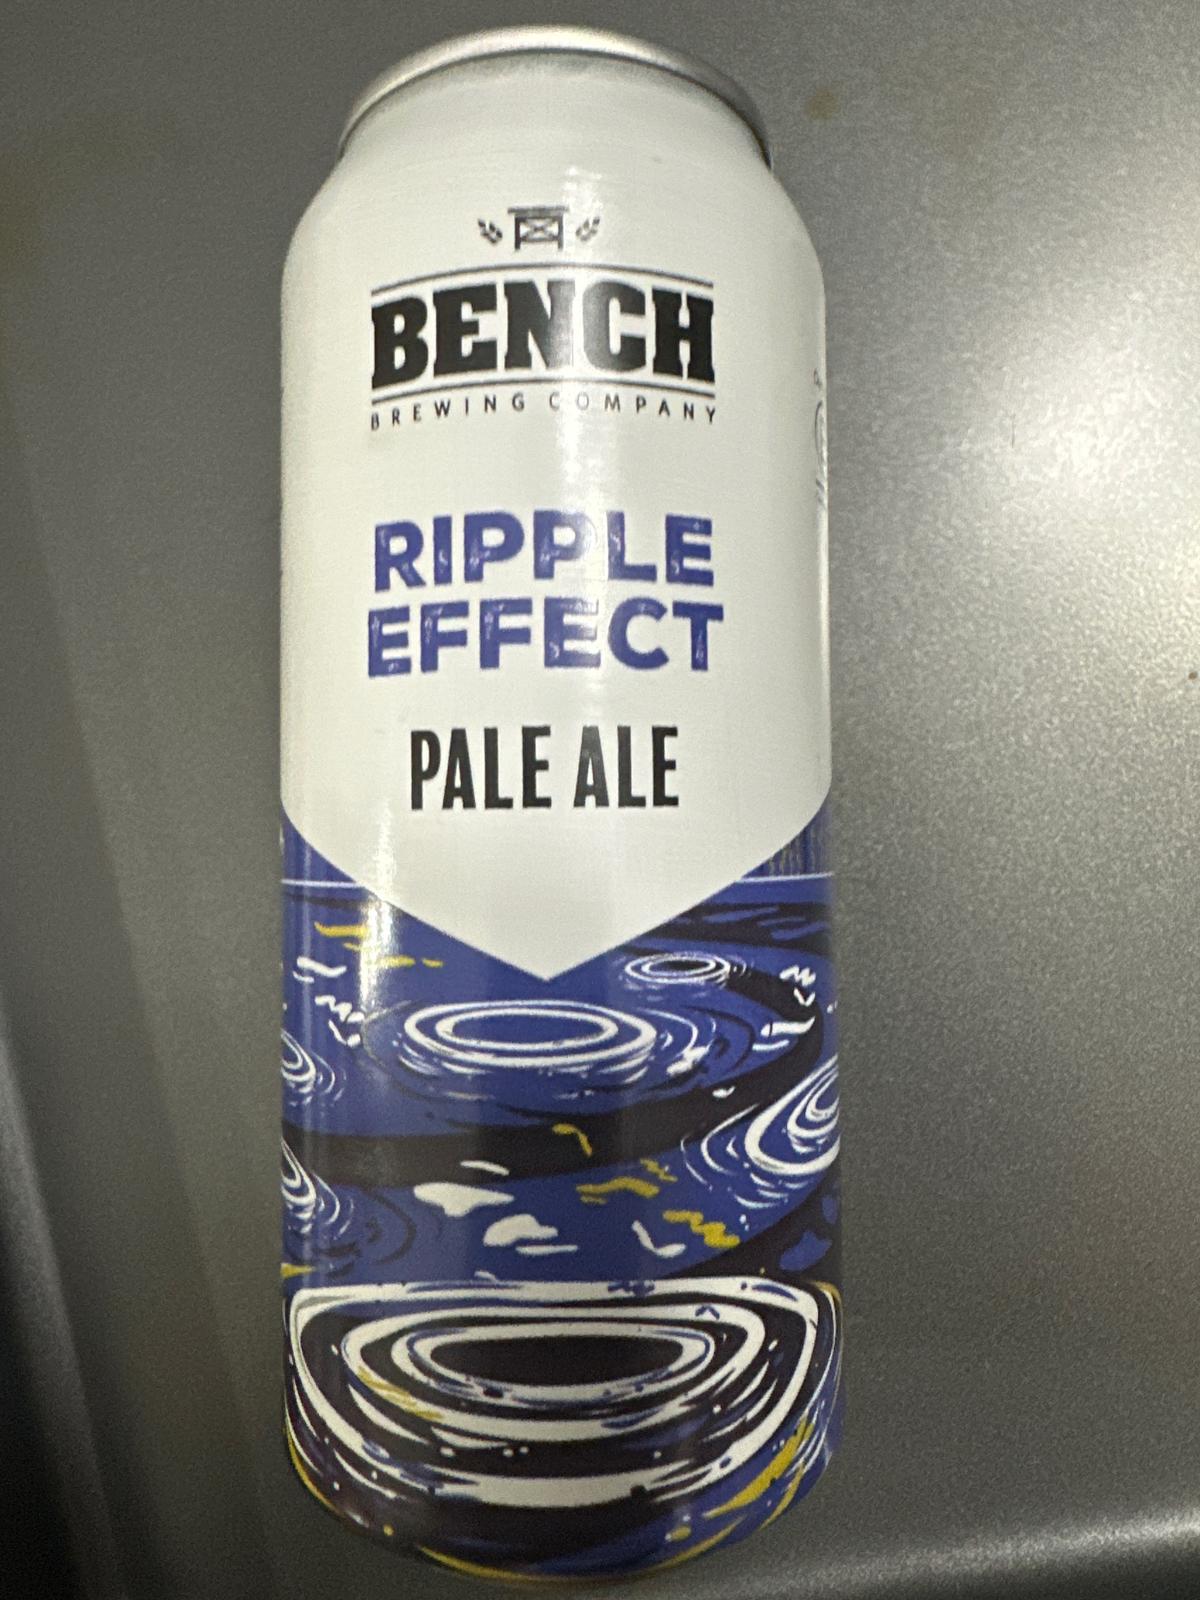 BENCH
BREWING COMPANY
RIPPLE
EFFECT
PALE ALE